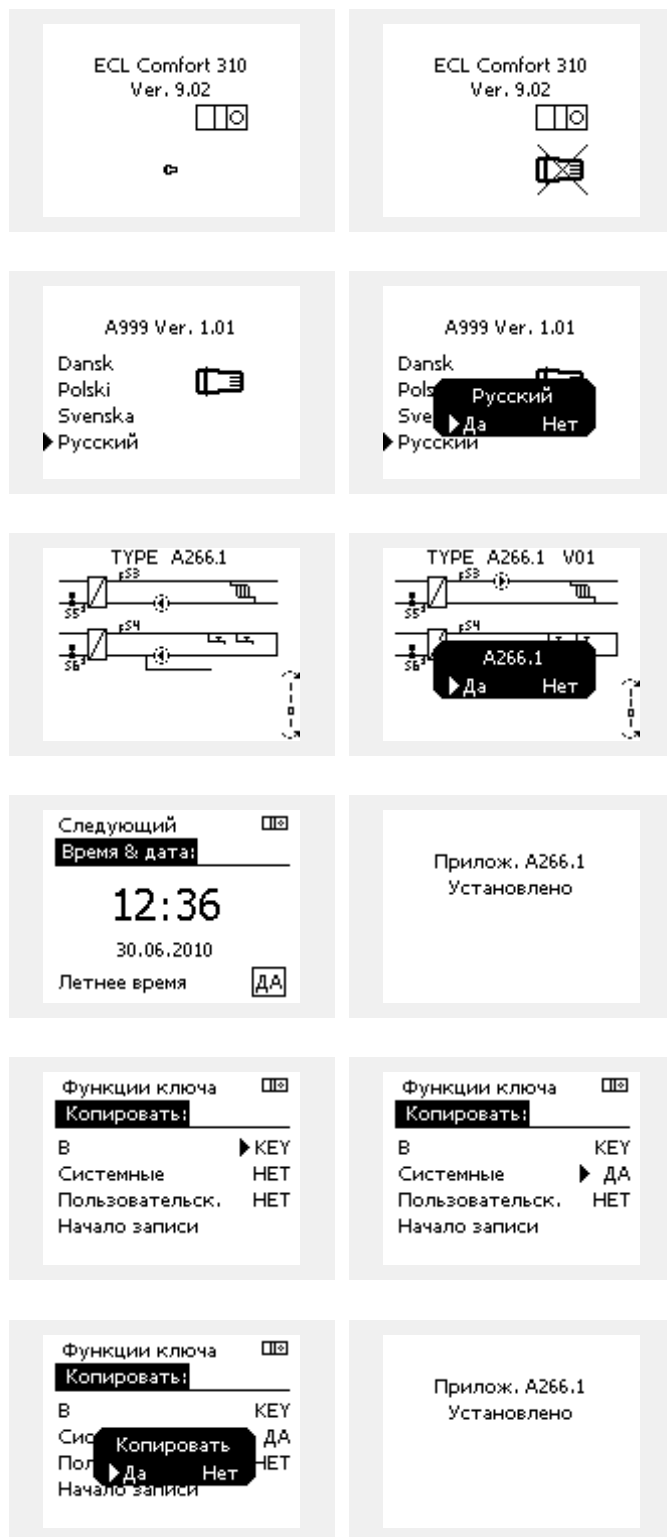 ECL Comfort 310
Ver. 9.02
ECL Comfort 310
Ver. 9.02
A999 Ver. 1.01
Dansk
Polski
Svenska
Русский
A999 Ver. 1.01
Dansk
Pols
Sve
Русский
Да Нет
Русский
TYPE A266.1
S3
S5
S4
S6
TYPE A266.1 V01
S3
S5
S4
S6
A266.1
Да Нет
Следующий
Время & дата:
12:36
30.06.2010
Летнее время ДА
Прилож. A266.1
Установлено
Функции ключа
Копировать:
В KEY
Системные НЕТ
Пользовательск. НЕТ
Начало записи
Функции ключа
Копировать:
В KEY
Системные ДА
Пользовательск. НЕТ
Начало записи
Функции ключа
Копировать:
В KEY
Сис ДА
Копировать
Пол НЕТ
Да Нет
Начало записи
Прилож. A266.1
Установлено